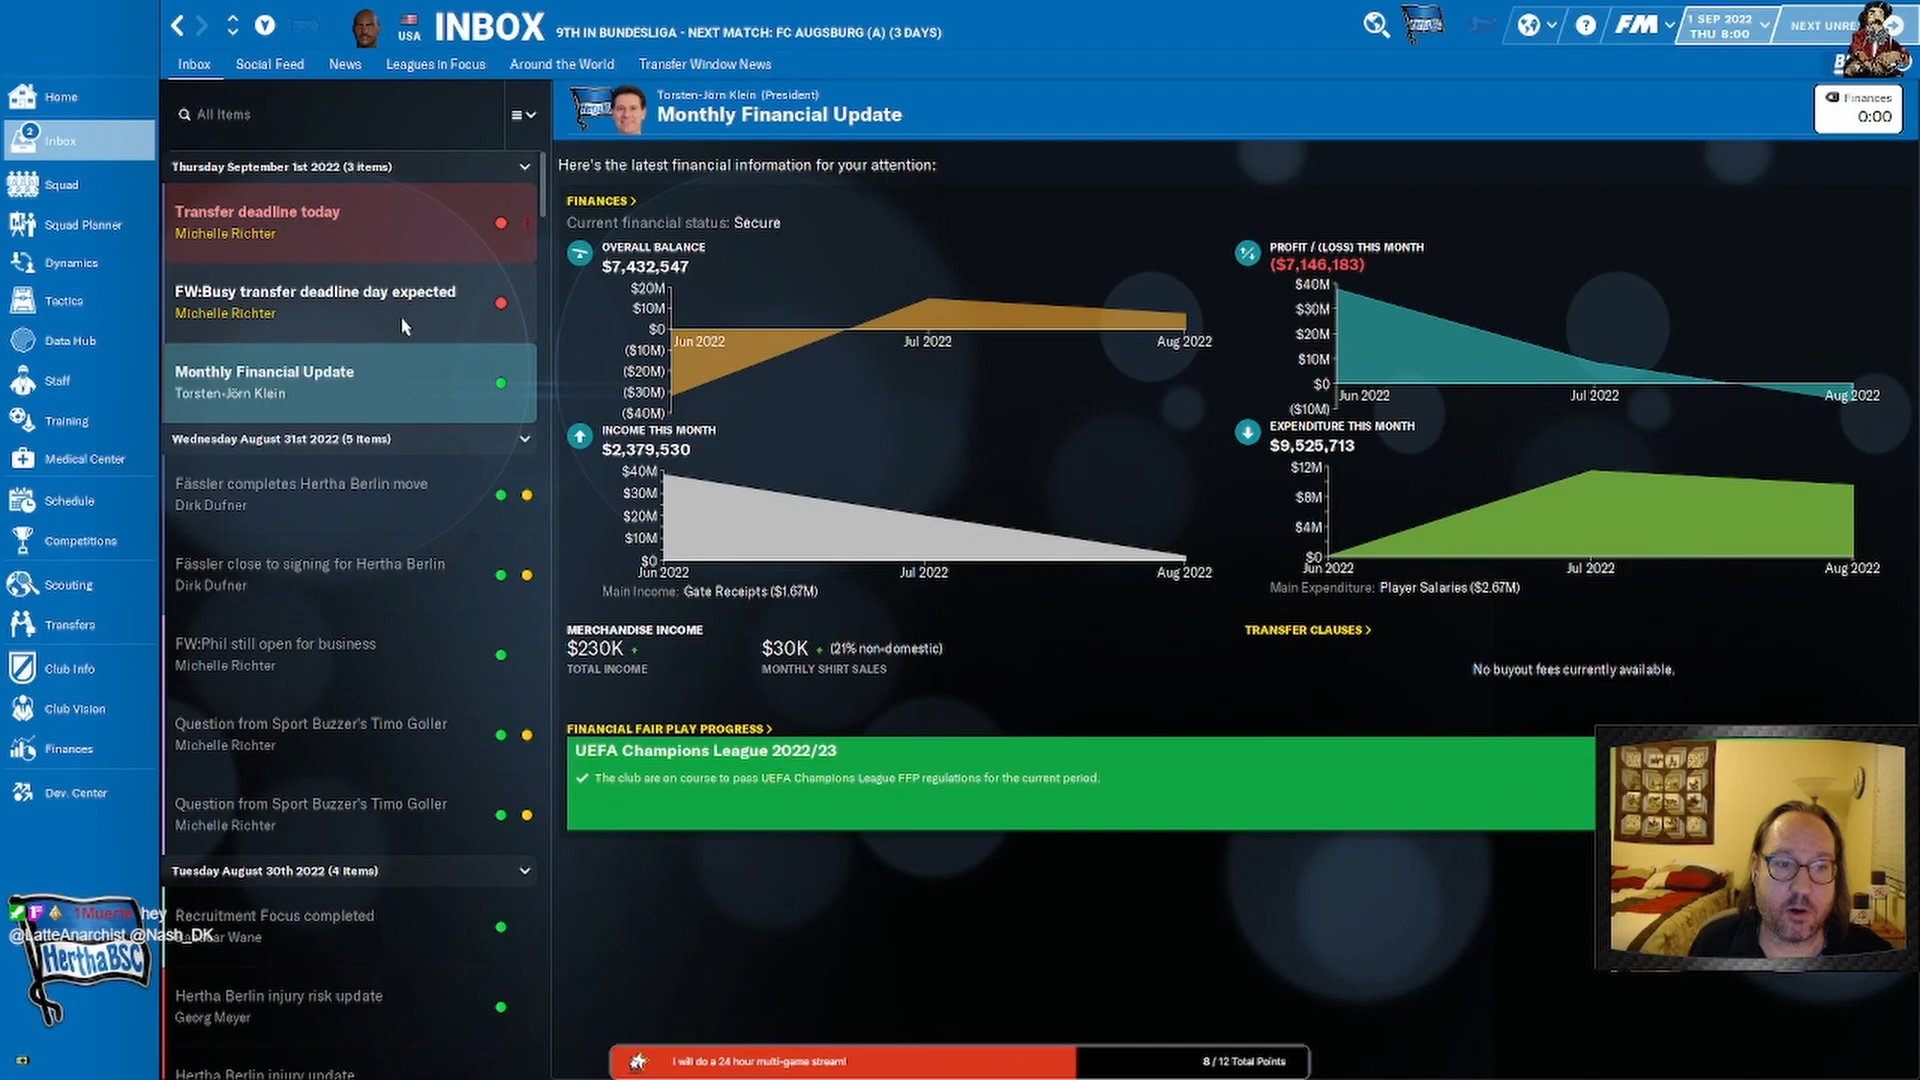 USA
INBOX
9TH IN BUNDESLIGA - NEXT MATCH: FC AUGSBURG (A) (3 DAYS)
FM
1 SEP 2022
THU 8:00
NEXT UNRE
Inbox
Social Feed
News
Leagues in Focus
Around the World
Transfer Window News
Home
2
Inbox
Squad
Squad Planner
Dynamics
Tactics
Data Hub
Staff
Training
Medical Center
Schedule
Competitions
Scouting
Transfers
Club Info
Club Vision
Finances
Dev. Center
1Muerte hey
@LatteAnarchist @Nash_DK
HerthaBSC
All Items
Thursday September 1st 2022 (3 items)
Transfer deadline today
Michelle Richter
FW:Busy transfer deadline day expected
Michelle Richter
Monthly Financial Update
Torsten-Jörn Klein
Wednesday August 31st 2022 (5 items)
Fässler completes Hertha Berlin move
Dirk Dufner
Fässler close to signing for Hertha Berlin
Dirk Dufner
FW:Phil still open for business
Michelle Richter
Question from Sport Buzzer's Timo Goller
Michelle Richter
Question from Sport Buzzer's Timo Goller
Michelle Richter
Tuesday August 30th 2022 (4 items)
Recruitment Focus completed
Wane
Hertha Berlin injury risk update
Georg Meyer
Hertha Berlin injury update
Torsten-Jörn Klein (President)
Monthly Financial Update
Finances
0:00
Here's the latest financial information for your attention:
FINANCES >
Current financial status: Secure
OVERALL BALANCE
$7,432,547
$20M
$10M
$0
($10M)
($20M)
($30M)
($40M)
Jun 2022
Jul 2022
Aug 2022
PROFIT / (LOSS) THIS MONTH
($7,146,183)
$40M
$30M
$20M
$10M
$0
($10M)
Jun 2022
Jul 2022
Aug 2022
INCOME THIS MONTH
$2,379,530
$40M
$30M
$20M
$10M
$0
Jun 2022
Jul 2022
Aug 2022
Main Income: Gate Receipts ($1.67M)
EXPENDITURE THIS MONTH
$9,525,713
$12M
$8M
$4M
$0
Jun 2022
Jul 2022
Aug 2022
Main Expenditure: Player Salaries ($2.67M)
MERCHANDISE INCOME
$230K
TOTAL INCOME
$30K (21% non-domestic)
MONTHLY SHIRT SALES
TRANSFER CLAUSES >
No buyout fees currently available.
FINANCIAL FAIR PLAY PROGRESS >
UEFA Champions League 2022/23
The club are on course to pass UEFA Champions League FFP regulations for the current period.
I will do a 24 hour multi-game stream!
8 / 12 Total Points